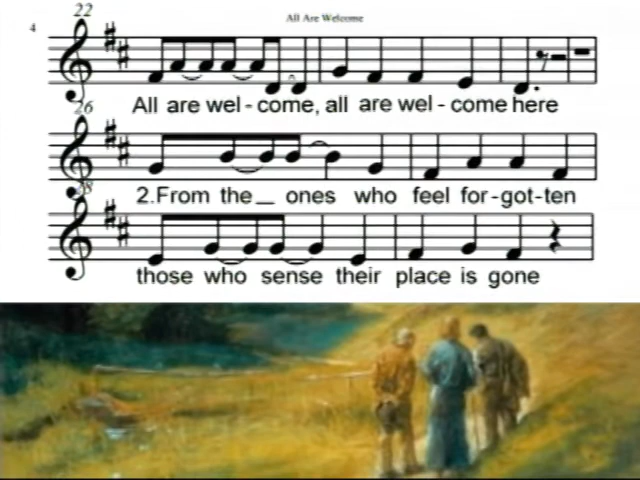 All Are Welcome
4
22
All are wel - come, all are wel - come here
26
2.From the _ ones who feel for-got-ten
28
those who sense their place is gone